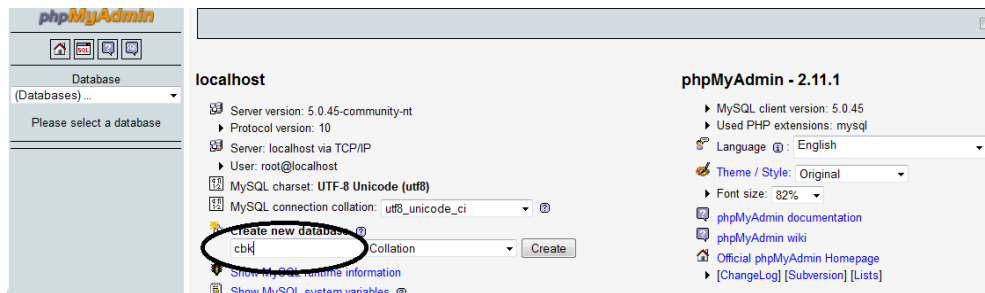 phpMyAdmin
SQL
Database
(Databases) ...
Please select a database
localhost
Server version: 5.0.45-community-nt
Protocol version: 10
Server: localhost via TCP/IP
User: root@localhost
MySQL charset: UTF-8 Unicode (utf8)
MySQL connection collation: utf8_unicode_ci
Create new database
cbk Collation Create
Show MySQL runtime information
Show MySQL system variables
phpMyAdmin - 2.11.1
MySQL client version: 5.0.45
Used PHP extensions: mysql
Language : English
Theme / Style: Original
Font size: 82%
phpMyAdmin documentation
phpMyAdmin wiki
Official phpMyAdmin Homepage
[ChangeLog] [Subversion] [Lists]